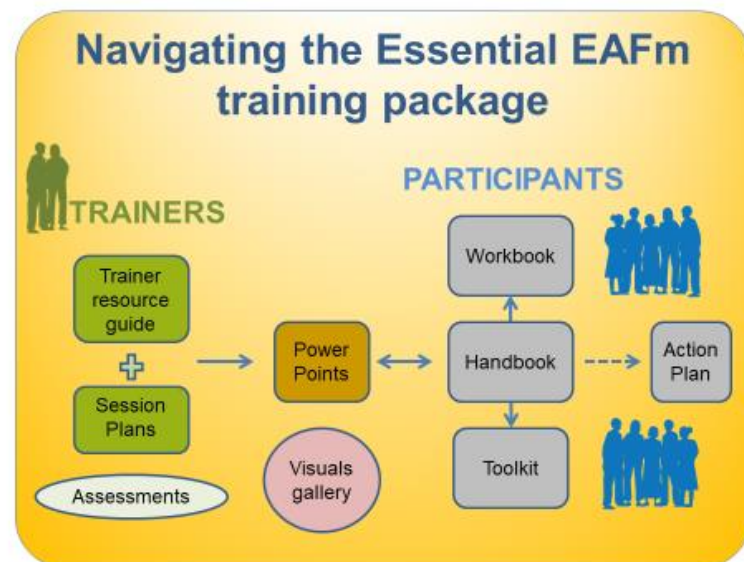 Navigating the Essential EAFm
training package
TRAINERS
PARTICIPANTS
Trainer
resource
guide
Session
Plans
Assessments
Power
Points
Visuals
gallery
Workbook
Handbook
Toolkit
Action
Plan